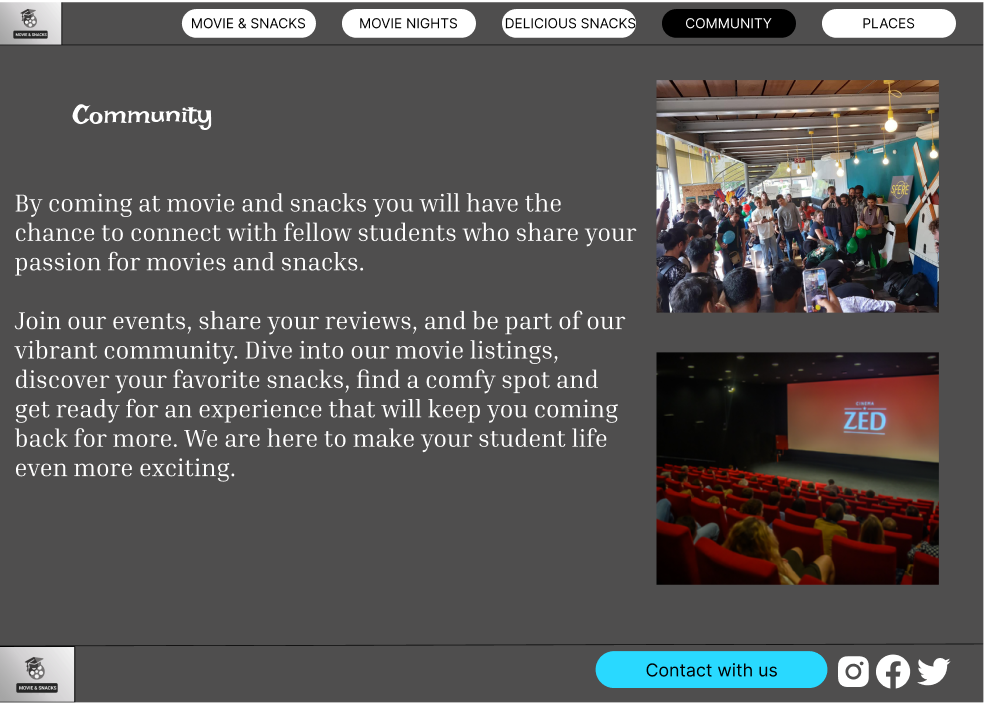 MOVIE & SNACKS
MOVIE & SNACKS
MOVIE NIGHTS
DELICIOUS SNACKS
COMMUNITY
PLACES
Community
By coming at movie and snacks you will have the
chance to connect with fellow students who share your
passion for movies and snacks.
Join our events, share your reviews, and be part of our
vibrant community. Dive into our movie listings,
discover your favorite snacks, find a comfy spot and
get ready for an experience that will keep you coming
back for more. We are here to make your student life
even more exciting.
SFERE
CINEMA
ZED
MOVIE & SNACKS
Contact with us